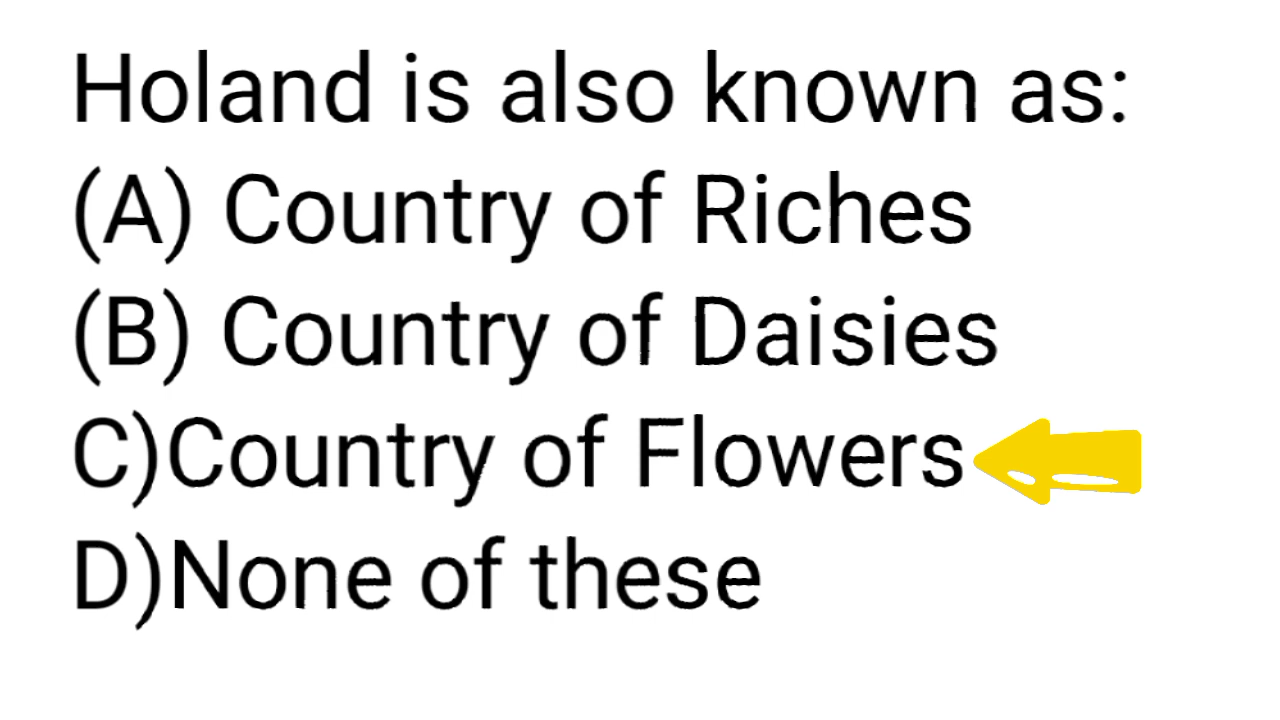 Holand is also known as:
(A) Country of Riches
(B) Country of Daisies
C)Country of Flowers
D)None of these